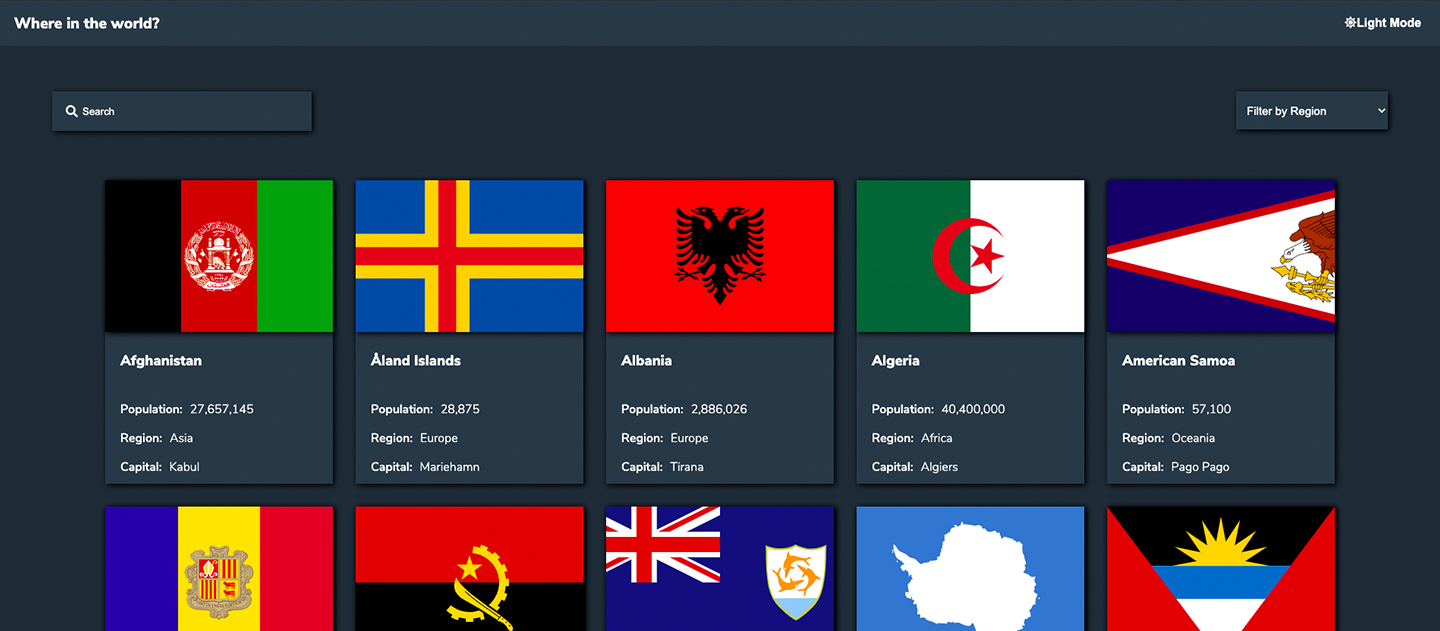 Where in the world?
Light Mode
Search
Filter by Region
Afghanistan
Population: 27,657,145
Region: Asia
Capital: Kabul
Åland Islands
Population: 28,875
Region: Europe
Capital: Mariehamn
Albania
Population: 2,886,026
Region: Europe
Capital: Tirana
Algeria
Population: 40,400,000
Region: Africa
Capital: Algiers
American Samoa
Population: 57,100
Region: Oceania
Capital: Pago Pago